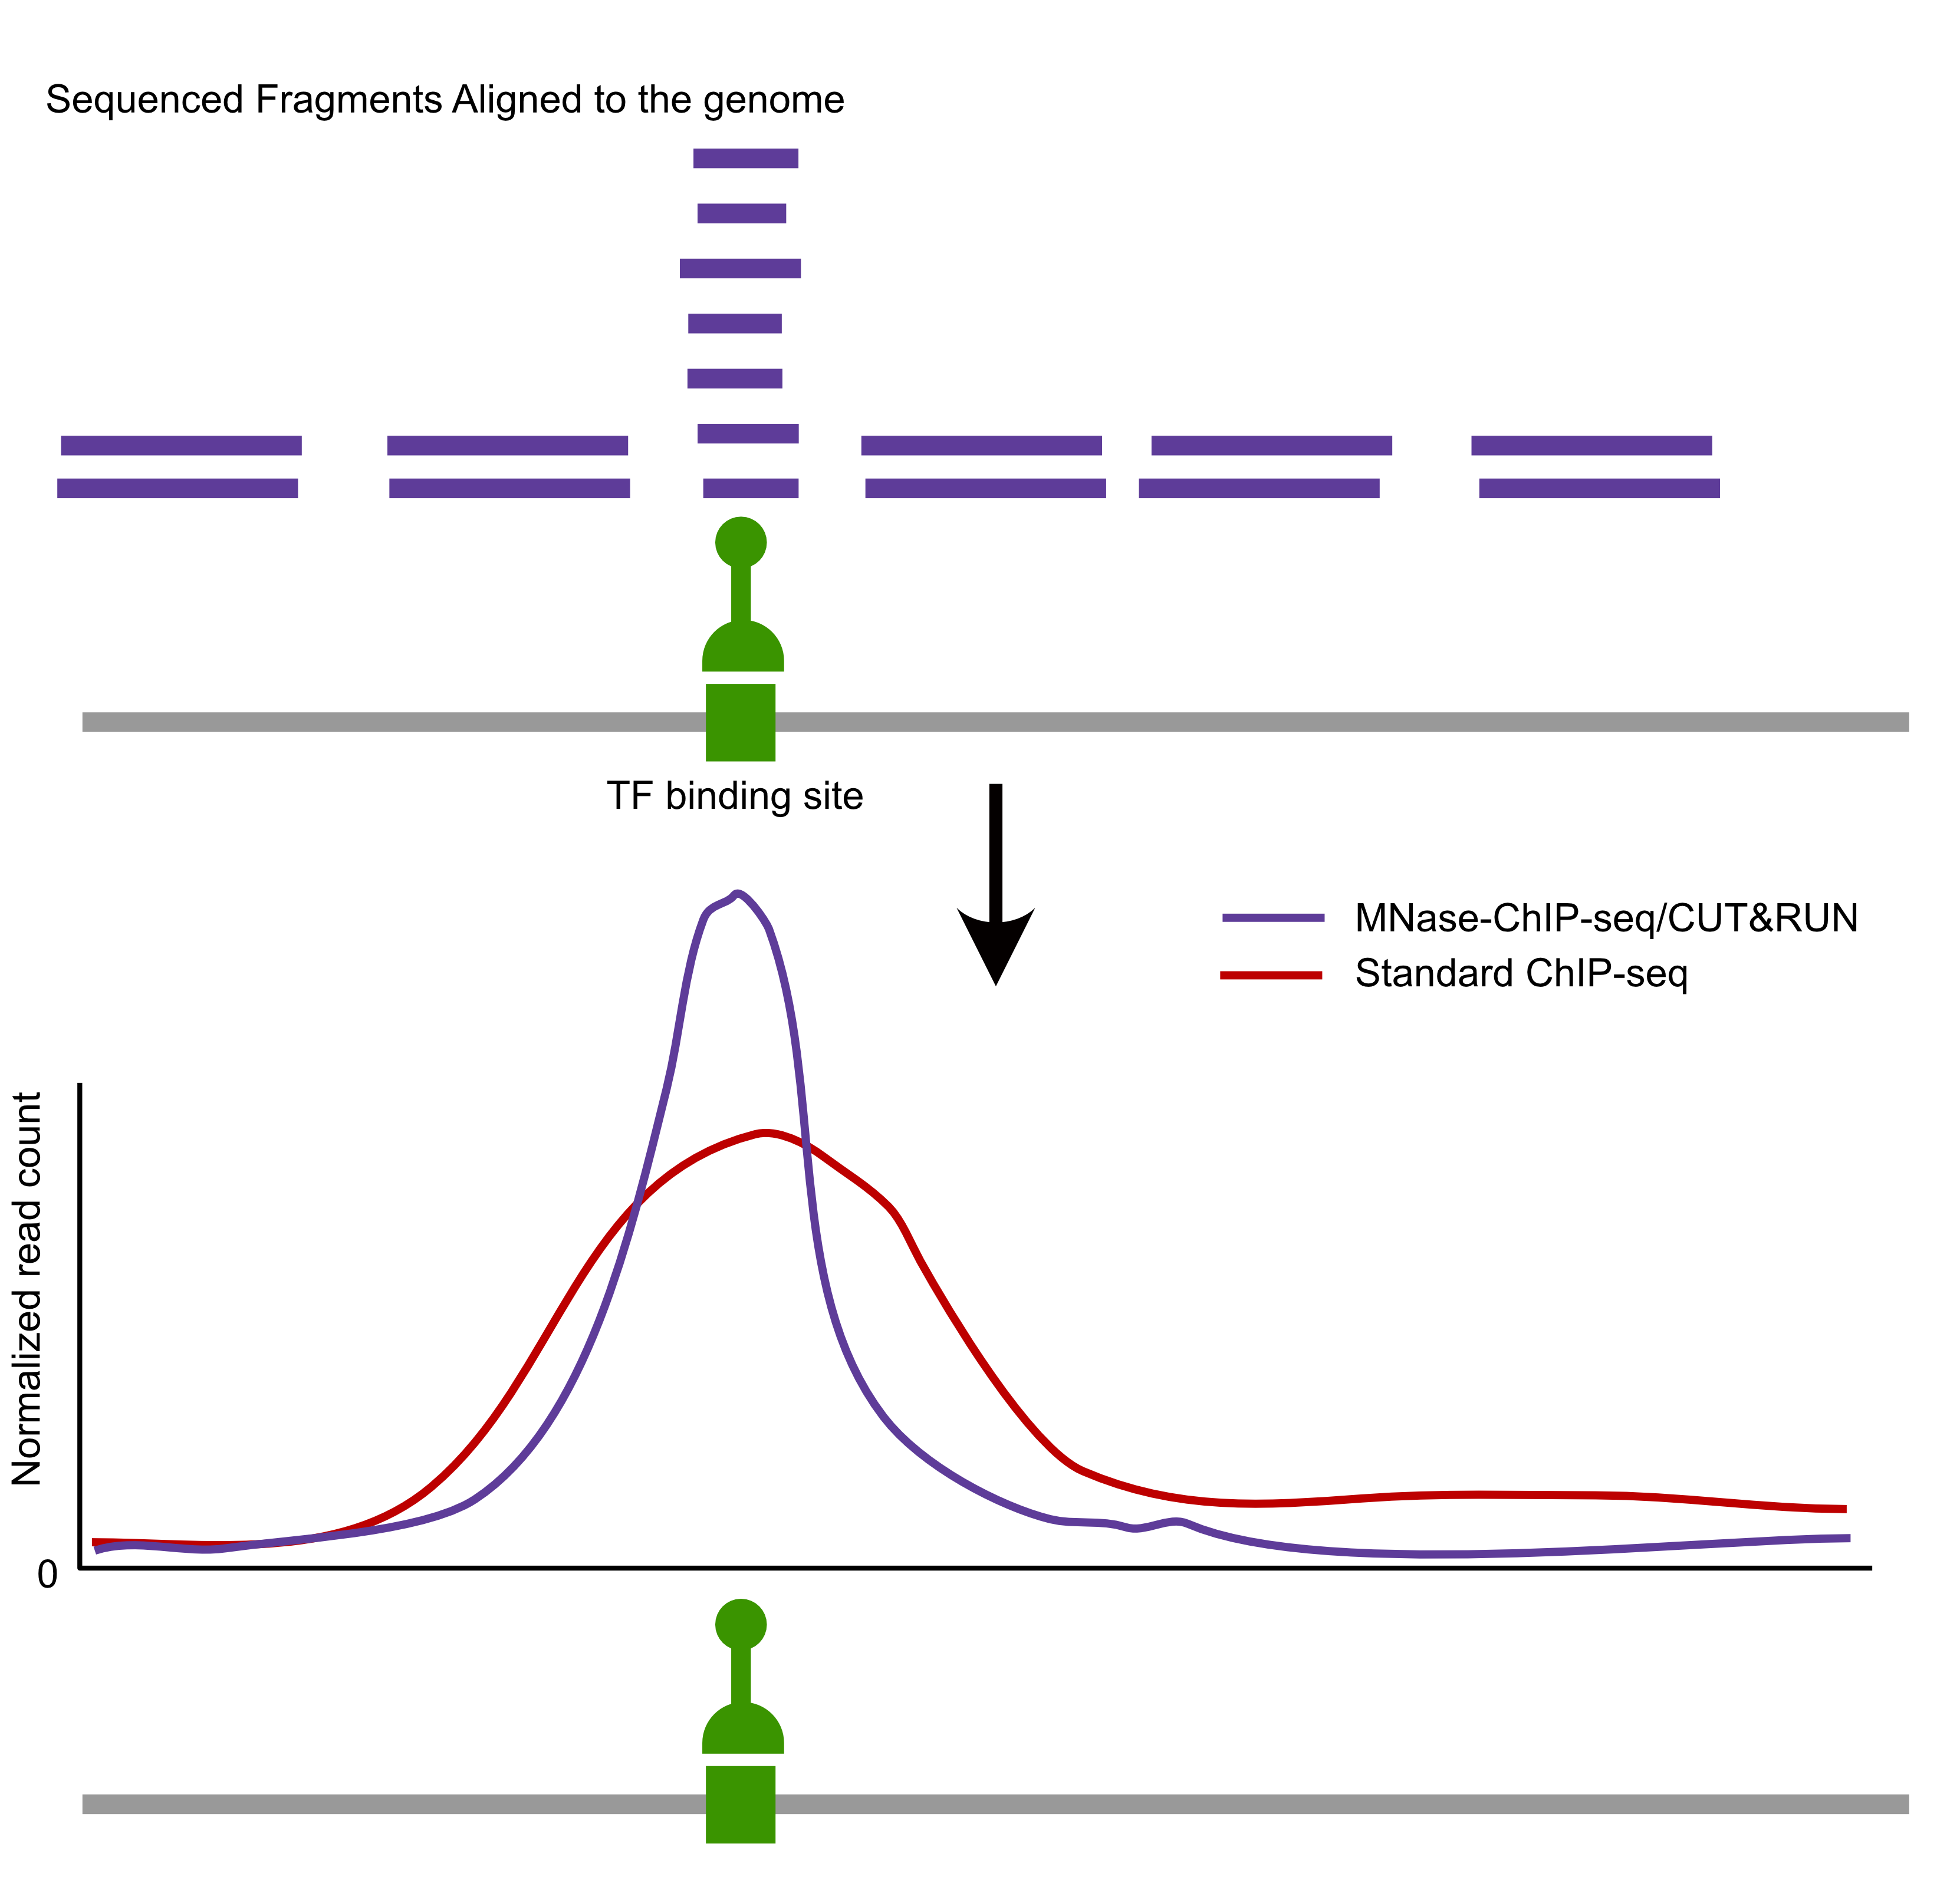 Sequenced Fragments Aligned to the genome
TF binding site
MNase-ChIP-seq/CUT&RUN
Standard ChIP-seq
Normalized read count
0